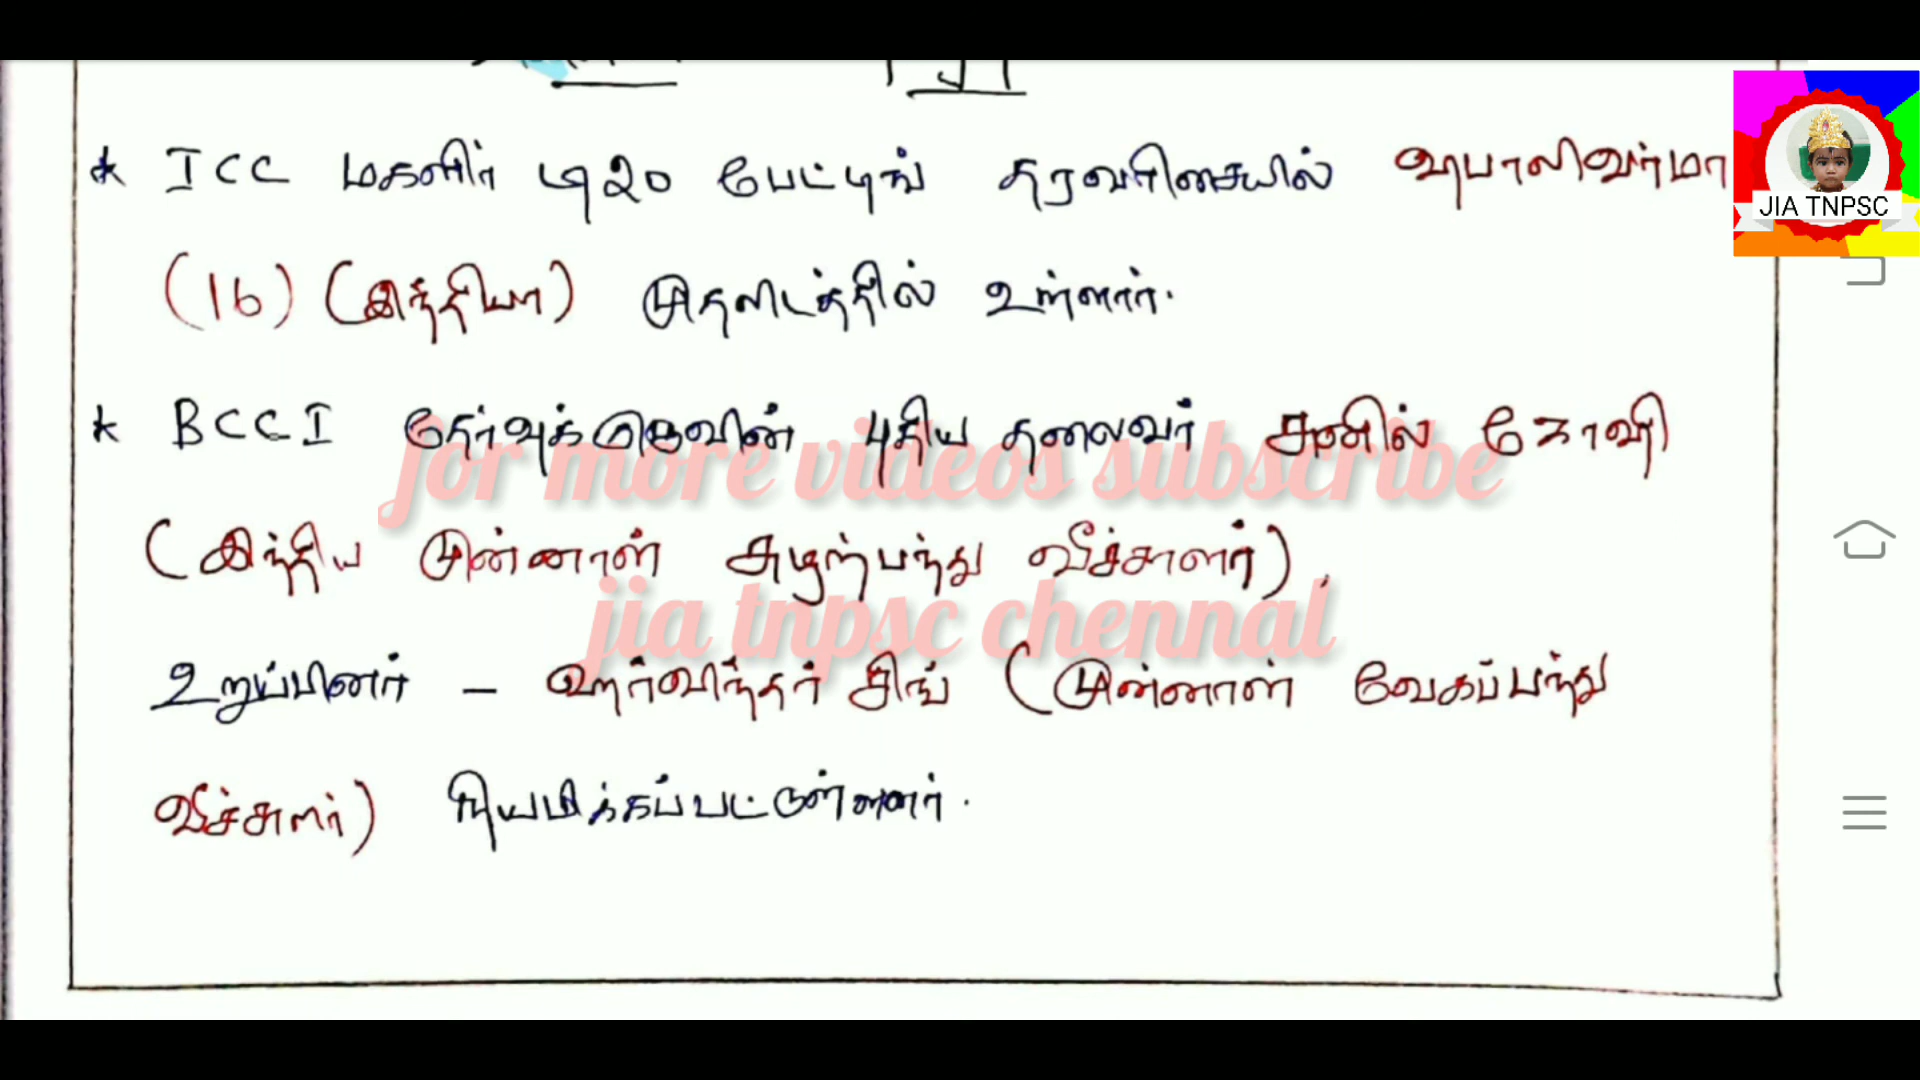 * ICC மகளிர் டி20 பேட்டிங் தரவரிசையில் ஷபாலிவர்மா
JIA TNPSC
(16) (இந்தியா) முதலிடத்தில் உள்ளார்.
* BCCI தேர்வுக்குழுவின் புதிய தலைவர் சுனில் ஜோஷி
for more videos subscribe
(இந்திய முன்னாள் சுழற்பந்து வீச்சாளர்).
jia tnpsc chennai
உறுப்பினர் - ஹர்விந்தர் சிங் (முன்னாள் வேகப்பந்து
வீச்சாளர்) நியமிக்கப்பட்டுள்ளனர்.